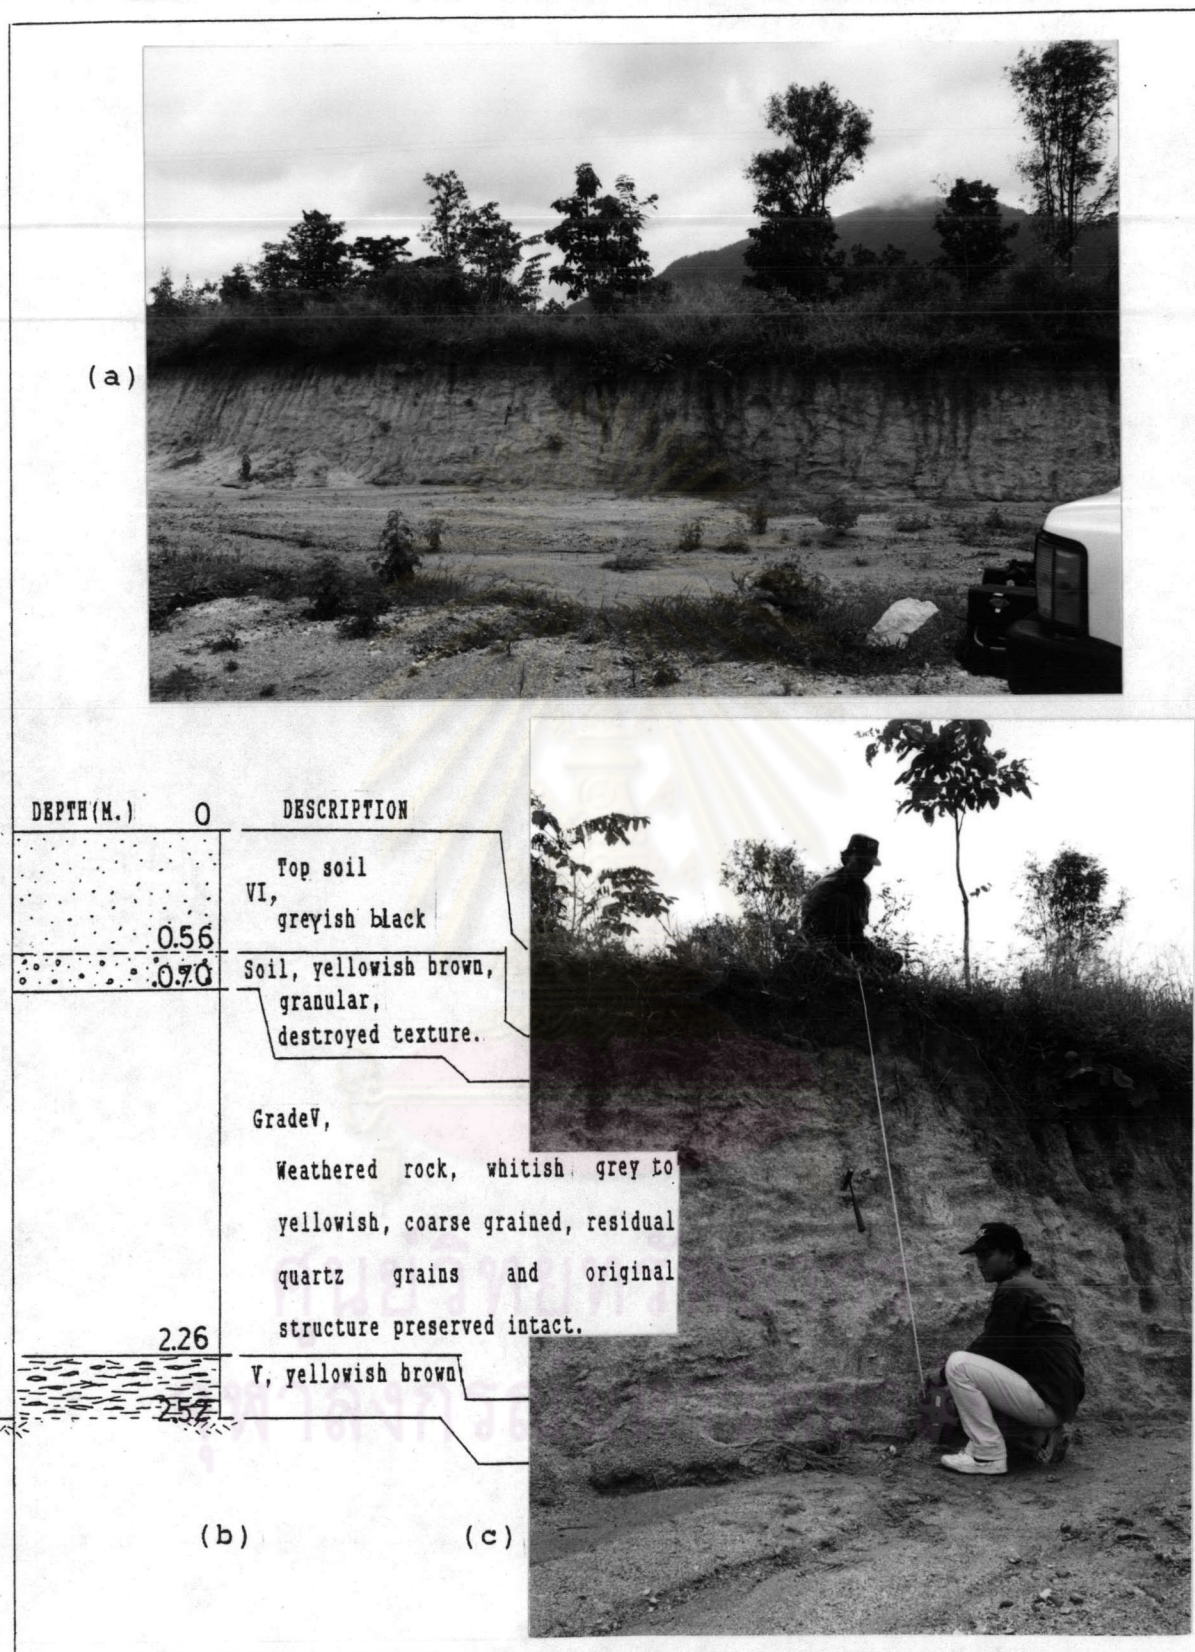 (a)
DEPTH(M.) 0 DESCRIPTION
Top soil
VI,
greyish black
0.56
0.70 Soil, yellowish brown,
granular,
destroyed texture.
GradeV,
Weathered rock, whitish grey to
yellowish, coarse grained, residual
quartz grains and original
structure preserved intact.
2.26
V, yellowish brown
2.52
(b) (c)